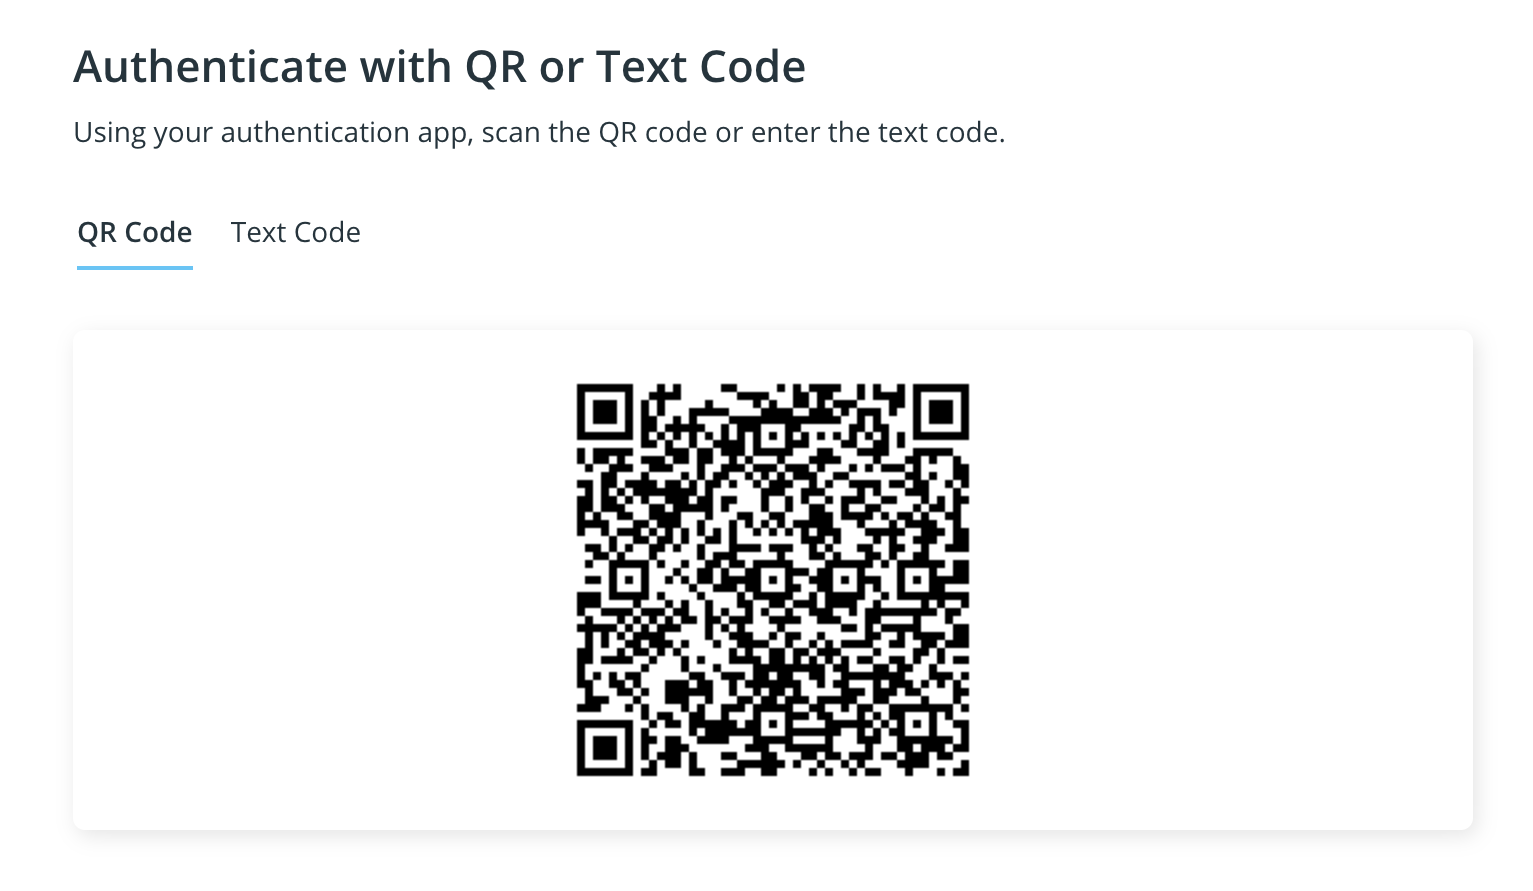 Authenticate with QR or Text Code
Using your authentication app, scan the QR code or enter the text code.
QR Code Text Code